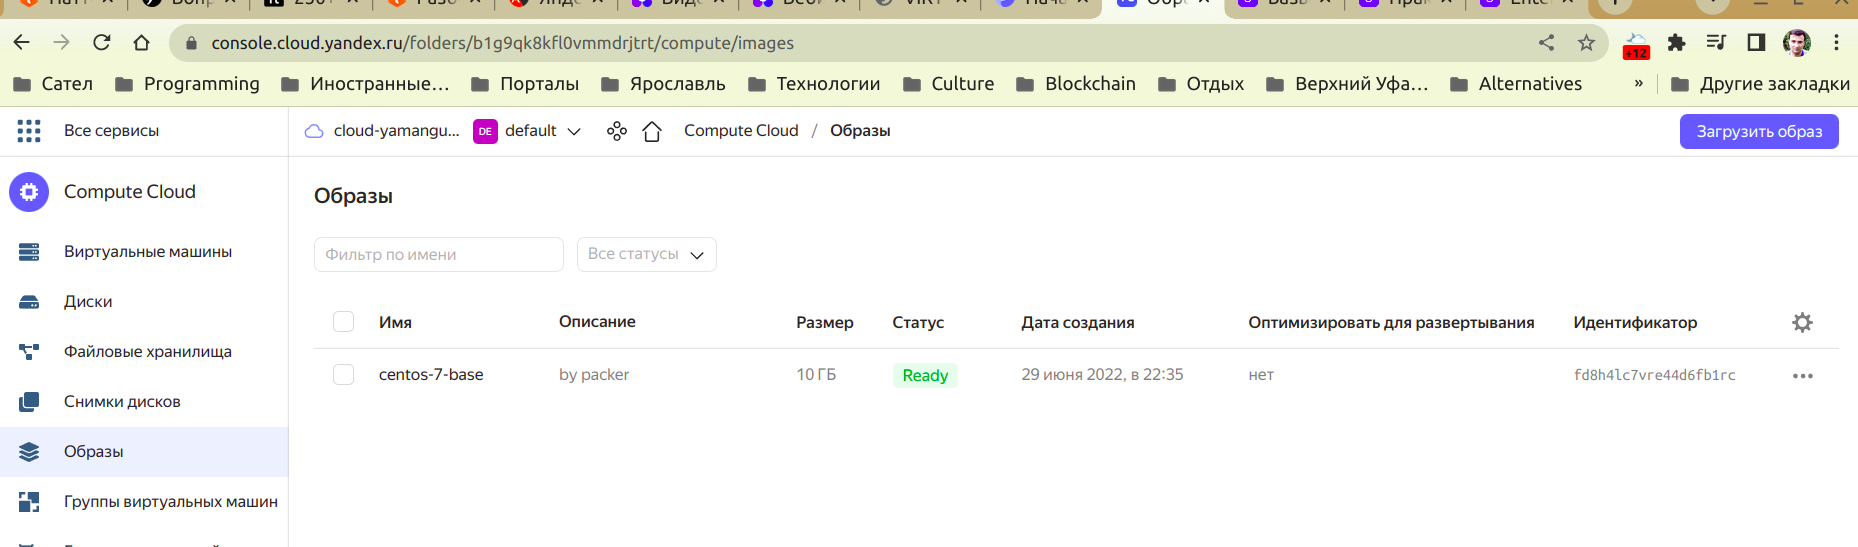 console.cloud.yandex.ru/folders/b1g9qk8kfl0vmmdrjtrt/compute/images
+12
Сател Programming Иностранные... Порталы Ярославль Технологии Culture Blockchain Отдых Верхний Уфа... Alternatives » Другие закладки
Все сервисы
cloud-yamangu... DE default Compute Cloud / Образы Загрузить образ
Compute Cloud
Виртуальные машины
Диски
Файловые хранилища
Снимки дисков
Образы
Группы виртуальных машин
Образы
Фильтр по имени Все статусы
Имя Описание Размер Статус Дата создания Оптимизировать для развертывания Идентификатор
centos-7-base by packer 10 ГБ Ready 29 июня 2022, в 22:35 нет fd8h4lc7vre44d6fb1rc